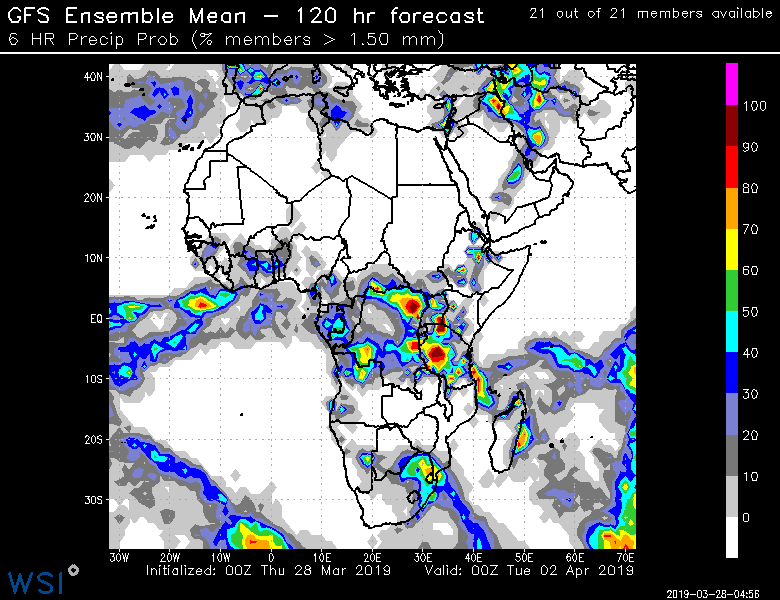 GFS Ensemble Mean – 120 hr forecast
21 out of 21 members available
6 HR Precip Prob (% members > 1.50 mm)
40N
30N
20N
10N
EQ
10S
20S
30S
30W 20W 10W 0 10E 20E 30E 40E 50E 60E 70E
100
90
80
70
60
50
40
30
20
10
0
Initialized: 00Z Thu 28 Mar 2019 Valid: 00Z Tue 02 Apr 2019
WSI
2019-03-28-04:56